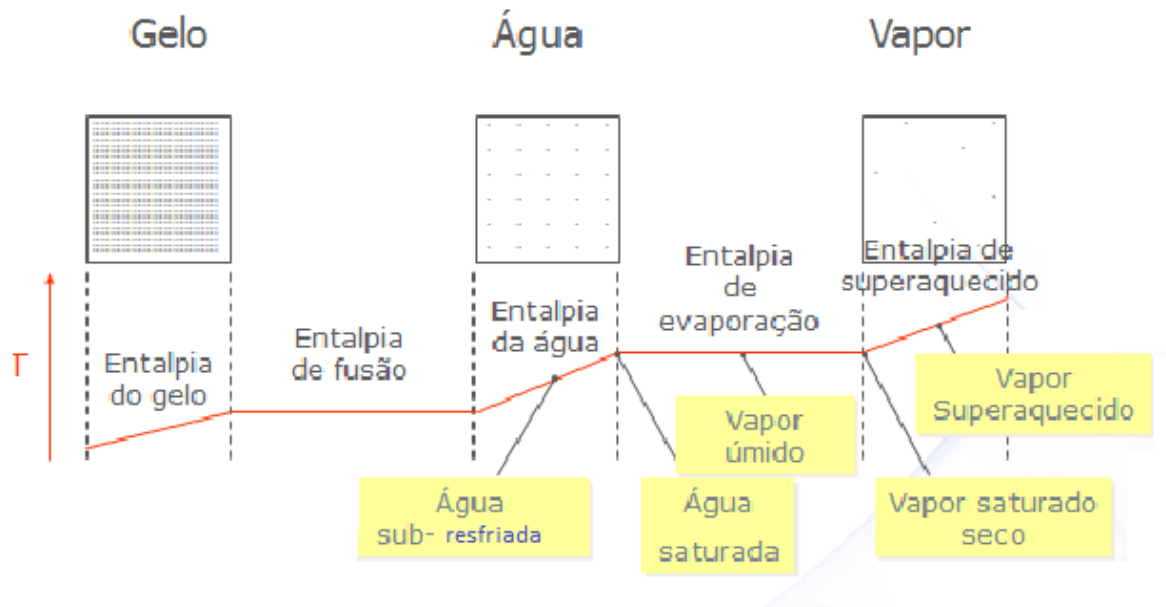 Gelo
Água
Vapor
T
Entalpia
do gelo
Entalpia
de fusão
Entalpia
da água
Entalpia
de
evaporação
Entalpia de
superaquecido
Água
sub- resfriada
Água
saturada
Vapor
úmido
Vapor saturado
seco
Vapor
Superaquecido